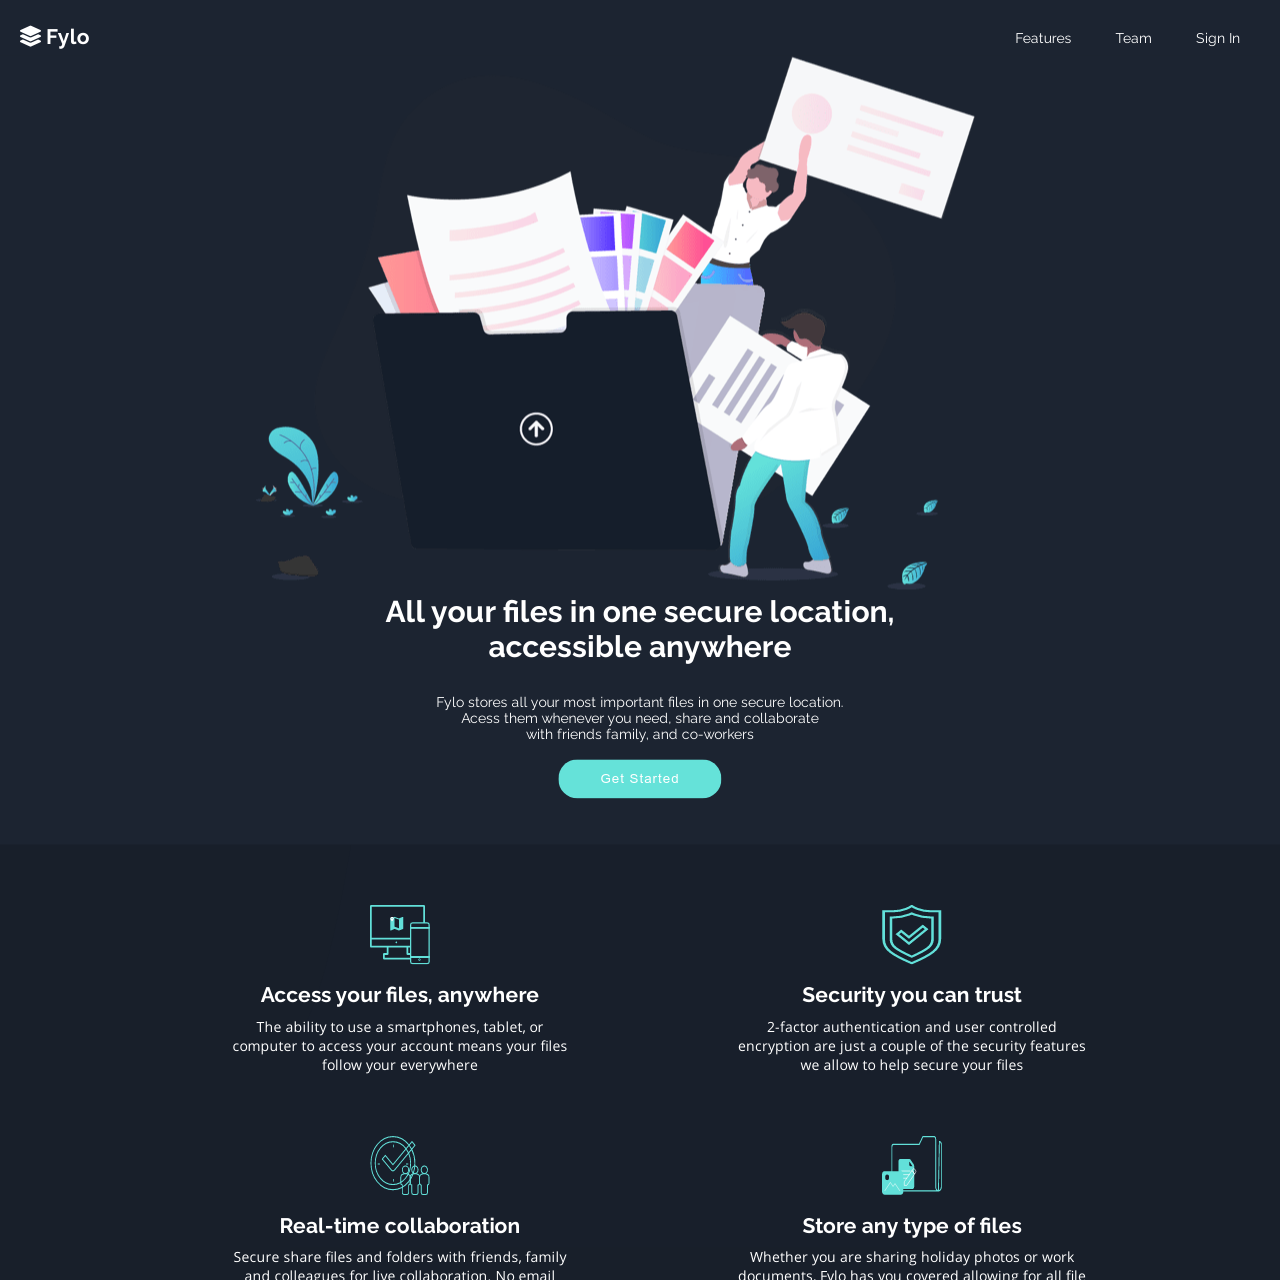 Fylo
Features
Team
Sign In
All your files in one secure location,
accessible anywhere
Fylo stores all your most important files in one secure location.
Acess them whenever you need, share and collaborate
with friends family, and co-workers
Get Started
Access your files, anywhere
The ability to use a smartphones, tablet, or
computer to access your account means your files
follow your everywhere
Security you can trust
2-factor authentication and user controlled
encryption are just a couple of the security features
we allow to help secure your files
Real-time collaboration
Secure share files and folders with friends, family
and colleagues for live collaboration. No email
Store any type of files
Whether you are sharing holiday photos or work
documents, Fylo has you covered allowing for all file